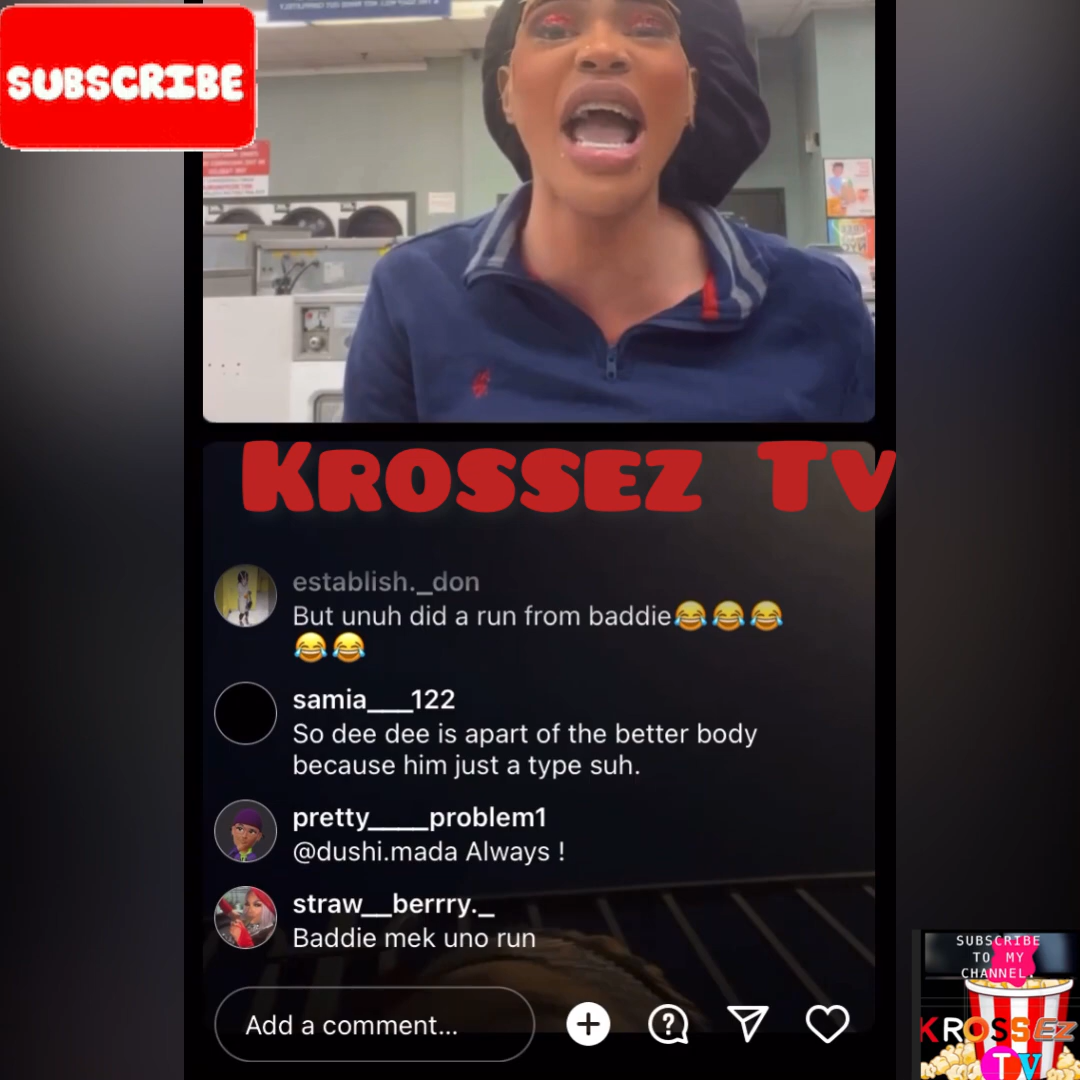 SUBSCRIBE
KROSSEZ TV
establish._don
But unuh did a run from baddie😂😂😂
😂😂
samia___122
So dee dee is apart of the better body
because him just a type suh.
pretty____problem1
@dushi.mada Always !
straw__berrry._
Baddie mek uno run
Add a comment...
SUBSCRIBE
TO MY
CHANNEL.
KROSSEZ
TV